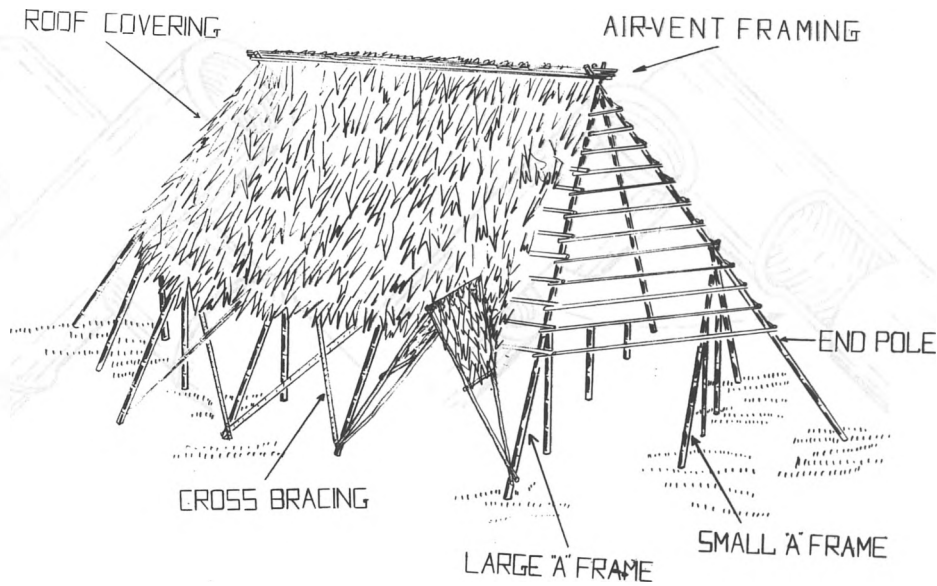 ROOF COVERING
AIR-VENT FRAMING
END POLE
CROSS BRACING
SMALL "A" FRAME
LARGE "A" FRAME